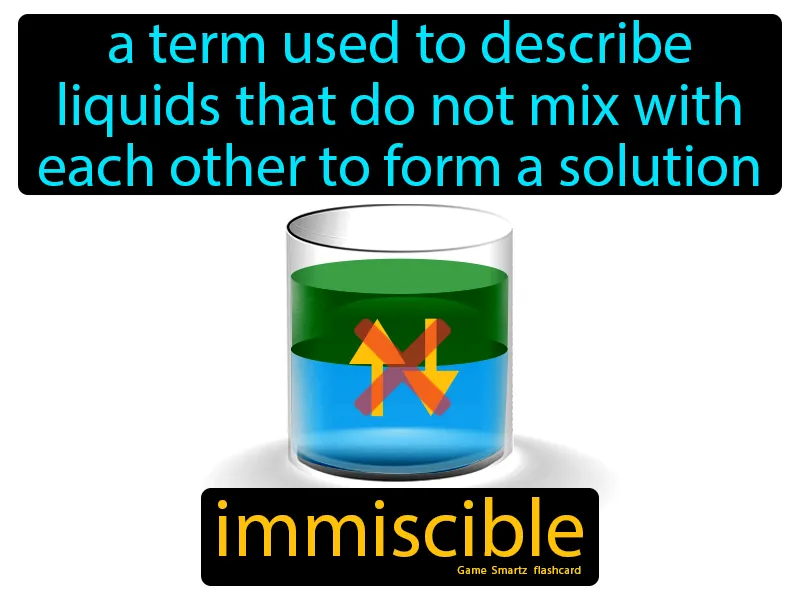 a term used to describe
liquids that do not mix with
each other to form a solution
immiscible
Game Smartz flashcard